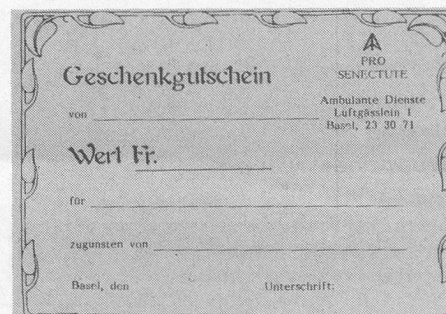 PRO
SENECTUTE
Geschenkgutschein
Ambulante Dienste
Luftgässlein 1
Basel, 23 30 71
von
Wert Fr.
für
zugunsten von
Basel, den Unterschrift: